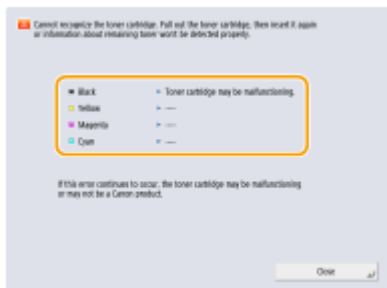 Cannot recognize the toner cartridge. Pull out the toner cartridge, then insert it again
or information about remaining toner won't be detected properly.
Black Toner cartridge may be malfunctioning.
Yellow ----
Magenta ----
Cyan ----
If this error continues to occur, the toner cartridge may be malfunctioning
or may not be a Canon product.
Close